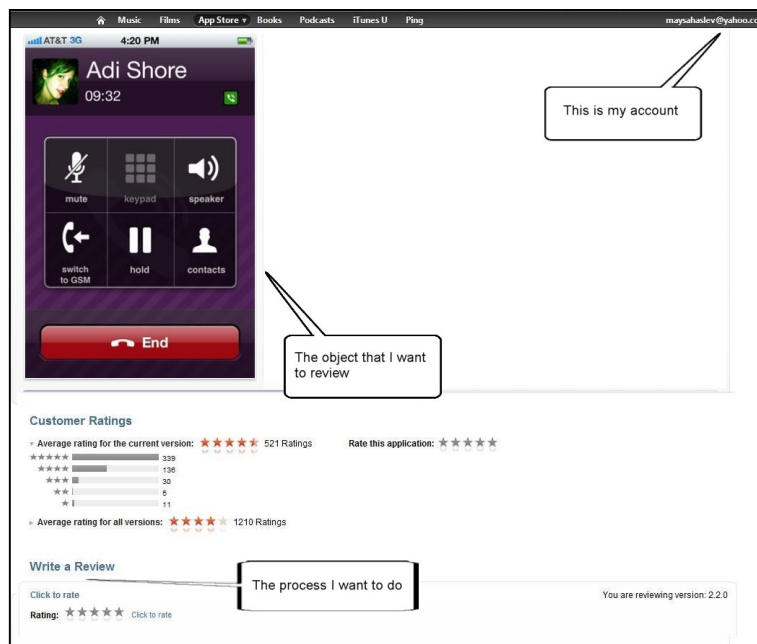 Music Films App Store ▾ Books Podcasts iTunes U Ping maysahaslev@yahoo.co
AT&T 3G 4:20 PM
Adi Shore
09:32
This is my account
mute keypad speaker
switch
to GSM
hold contacts
End
The object that I want
to review
Customer Ratings
Average rating for the current version: 521 Ratings Rate this application:
339
136
30
5
11
Average rating for all versions: 1210 Ratings
Write a Review
The process I want to do
Click to rate You are reviewing version: 2.2.0
Rating: Click to rate